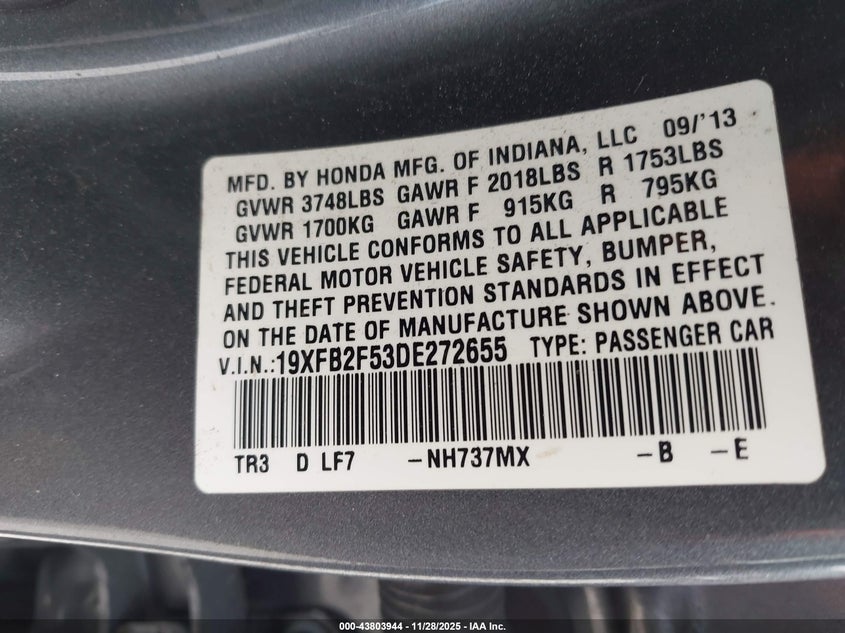 MFD. BY HONDA MFG. OF INDIANA, LLC 09/'13
GVWR 3748LBS GAWR F 2018LBS R 1753LBS
GVWR 1700KG GAWR F 915KG R 795KG
THIS VEHICLE CONFORMS TO ALL APPLICABLE
FEDERAL MOTOR VEHICLE SAFETY, BUMPER,
AND THEFT PREVENTION STANDARDS IN EFFECT
ON THE DATE OF MANUFACTURE SHOWN ABOVE.
V.I.N.:19XFB2F53DE272655 TYPE: PASSENGER CAR
TR3 D LF7 -NH737MX -B -E
000-43803944 - 11/28/2025 - IAA Inc.